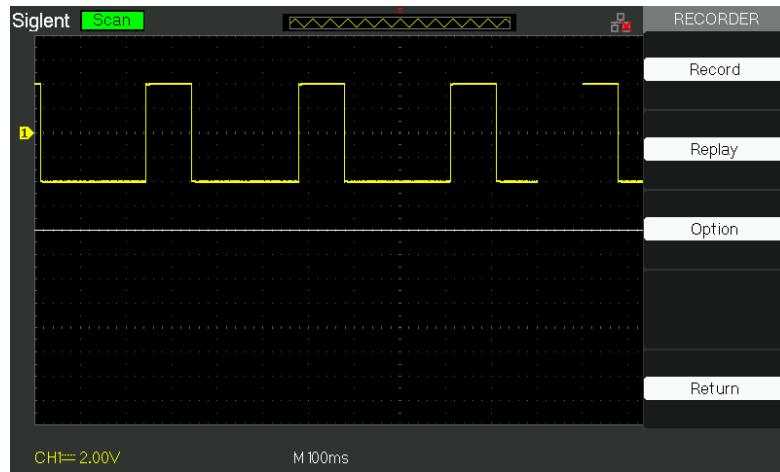 Siglent Scan
T
RECORDER
Record
1
Replay
Option
Return
CH1 2.00V
M 100ms